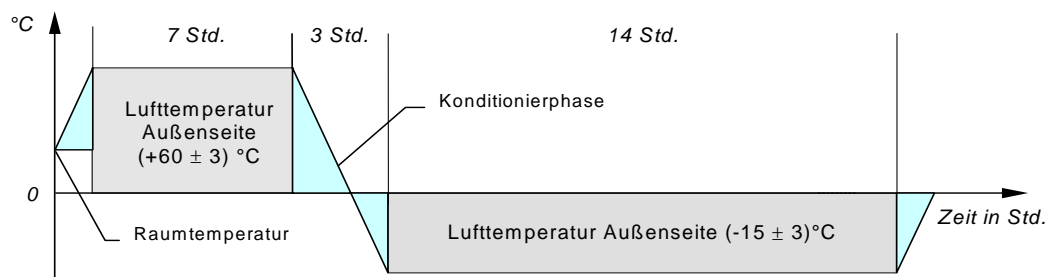 °C
7 Std.
3 Std.
14 Std.
Lufttemperatur
Außenseite
(+60 ± 3) °C
Konditionierphase
0
Zeit in Std.
Raumtemperatur
Lufttemperatur Außenseite (-15 ± 3)°C